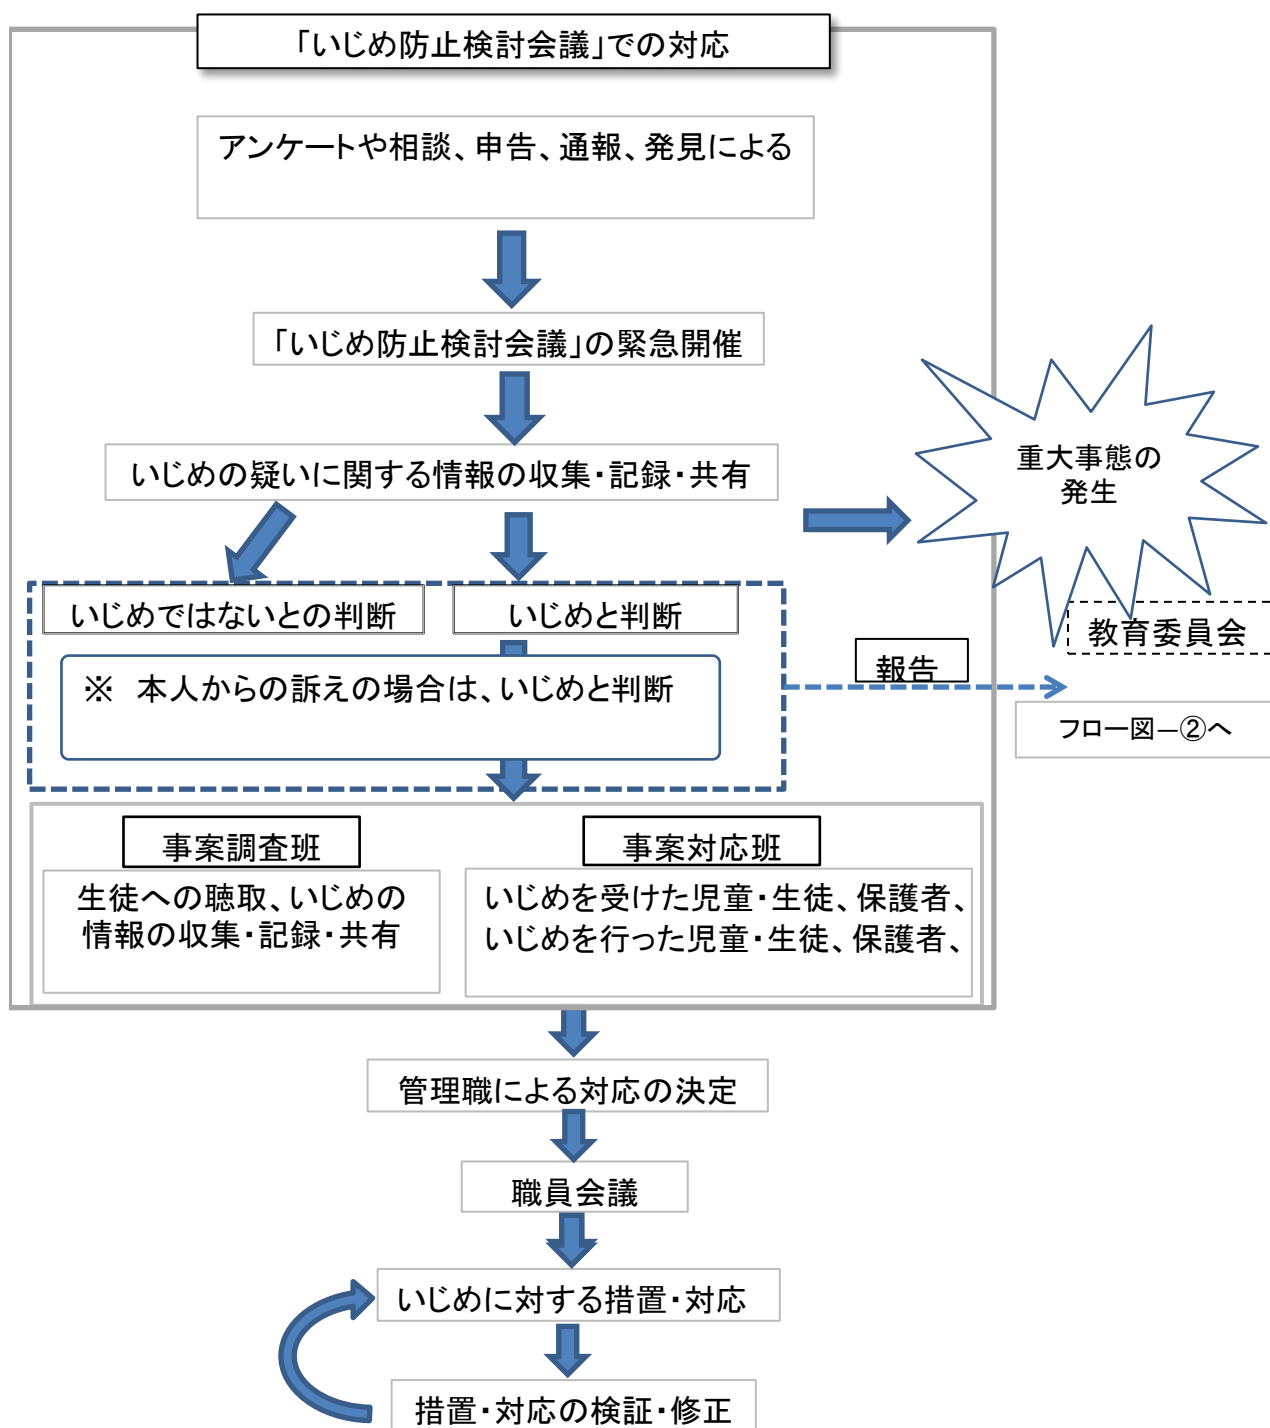 「いじめ防止検討会議」での対応
アンケートや相談、申告、通報、発見による
「いじめ防止検討会議」の緊急開催
いじめの疑いに関する情報の収集・記録・共有
重大事態の
発生
いじめではないとの判断
いじめと判断
教育委員会
報告
※ 本人からの訴えの場合は、いじめと判断
フロー図―②へ
事案調査班
事案対応班
生徒への聴取、いじめの
情報の収集・記録・共有
いじめを受けた児童・生徒、保護者、
いじめを行った児童・生徒、保護者、
管理職による対応の決定
職員会議
いじめに対する措置・対応
措置・対応の検証・修正